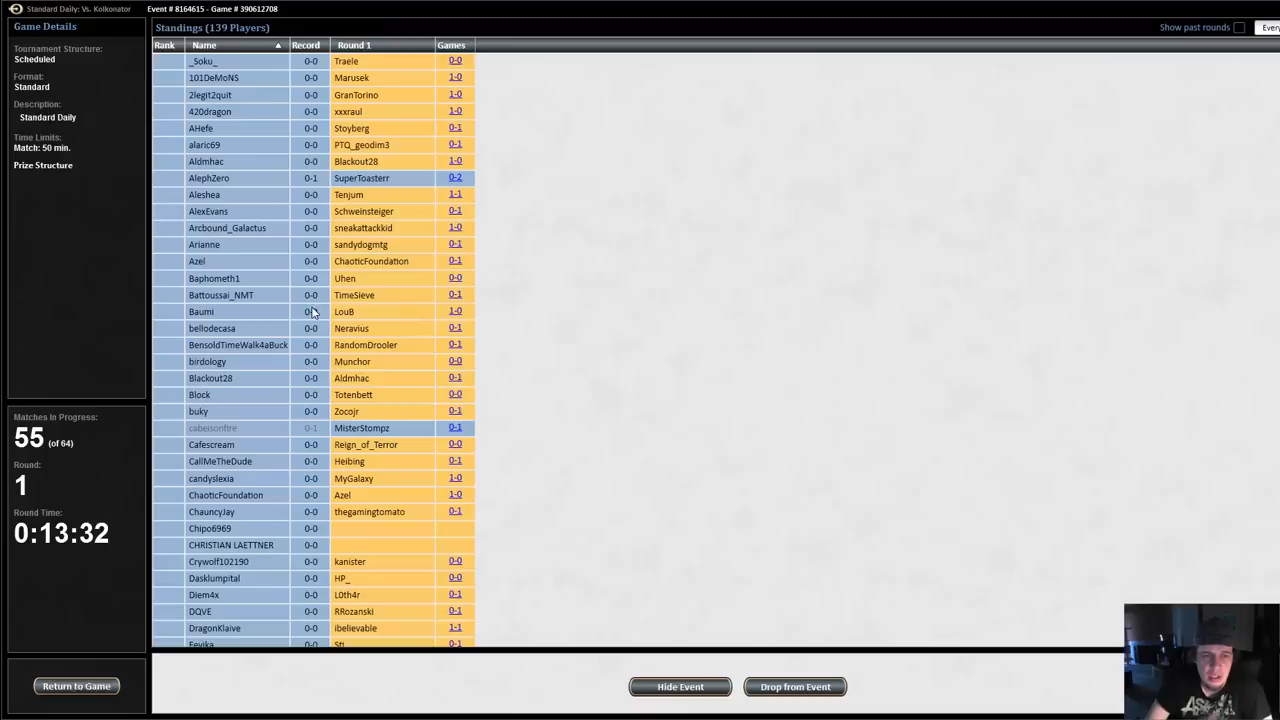 Standard Daily: Vs. Kolkonator Event # 8164615 - Game # 390612708
Game Details
Tournament Structure:
Scheduled
Format:
Standard
Description:
Standard Daily
Time Limits:
Match: 50 min.
Prize Structure
Matches In Progress:
55 (of 64)
Round:
1
Round Time:
0:13:32
Return to Game
Standings (139 Players) Show past rounds
Rank Name Record Round 1 Games
_Soku_ 0-0 Traele 0-0
101DeMoNS 0-0 Marusek 1-0
2legit2quit 0-0 GranTorino 1-0
420dragon 0-0 xxxraul 1-0
AHefe 0-0 Stoyberg 0-1
alaric69 0-0 PTQ_geodim3 0-1
Aldmhac 0-0 Blackout28 1-0
AlephZero 0-1 SuperToasterr 0-2
Aleshea 0-0 Tenjum 1-1
AlexEvans 0-0 Schweinsteiger 0-1
Arcbound_Galactus 0-0 sneakattackkid 1-0
Arianne 0-0 sandydogmtg 0-1
Azel 0-0 ChaoticFoundation 0-1
Baphometh1 0-0 Uhen 0-0
Battoussai_NMT 0-0 TimeSieve 0-1
Baumi LouB 1-0
bellodecasa 0-0 Neravius 0-1
BensoldTimeWalk4aBuck 0-0 RandomDrooler 0-1
birdology 0-0 Munchor 0-0
Blackout28 0-0 Aldmhac 0-1
Block 0-0 Totenbett 0-0
buky 0-0 Zocojr 0-1
cabeisonfire 0-1 MisterStompz 0-1
Cafescream 0-0 Reign_of_Terror 0-0
CallMeTheDude 0-0 Heibing 0-1
candyslexia 0-0 MyGalaxy 1-0
ChaoticFoundation 0-0 Azel 1-0
ChauncyJay 0-0 thegamingtomato 0-1
Chipo6969 0-0
CHRISTIAN LAETTNER 0-0
Crywolf102190 0-0 kanister 0-0
Dasklumpital 0-0 HP_ 0-0
Diem4x 0-0 L0th4r 0-1
DQVE 0-0 RRozanski 0-1
DragonKlaive 0-0 ibelievable 1-1
0-0 0-1
Hide Event Drop from Event